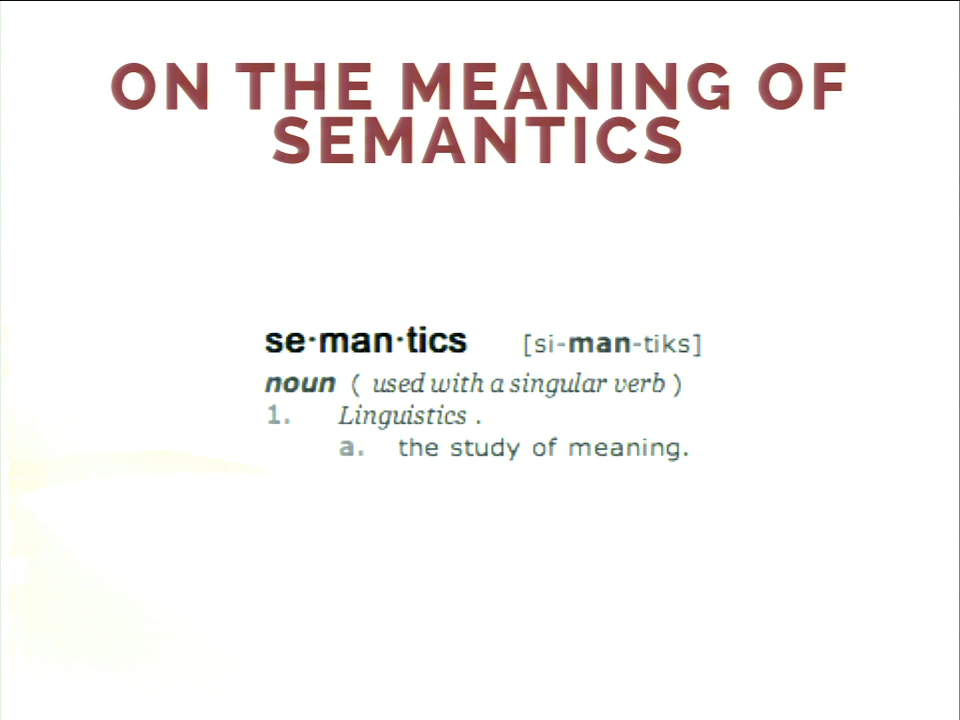 ON THE MEANING OF
SEMANTICS
se·man·tics [si-man-tiks]
noun ( used with a singular verb )
1. Linguistics .
a. the study of meaning.